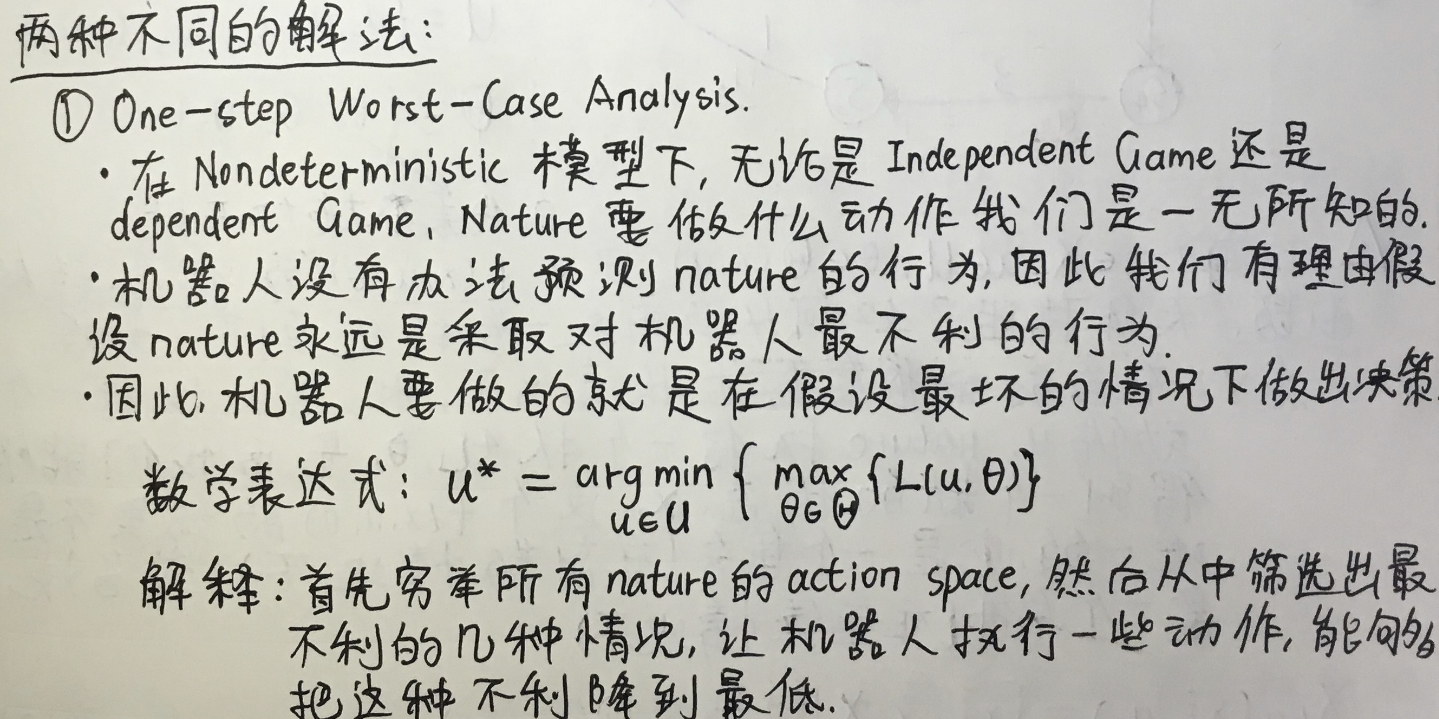 两种不同的解法:
① One-step Worst-Case Analysis.
· 在 Nondeterministic 模型下, 无论是 Independent Game 还是
dependent Game, Nature 要做什么动作我们是一无所知的.
· 机器人没有办法预测 nature 的行为, 因此我们有理由假
设 nature 永远是采取对机器人最不利的行为.
· 因此, 机器人要做的就是在假设最坏的情况下做出决策.
数学表达式: u* = arg min u∈U { max θ∈Θ {L(u, θ)}
解释: 首先穷举所有 nature 的 action space, 然后从中筛选出最
不利的几种情况, 让机器人执行一些动作, 能够的
把这种不利降到最低.